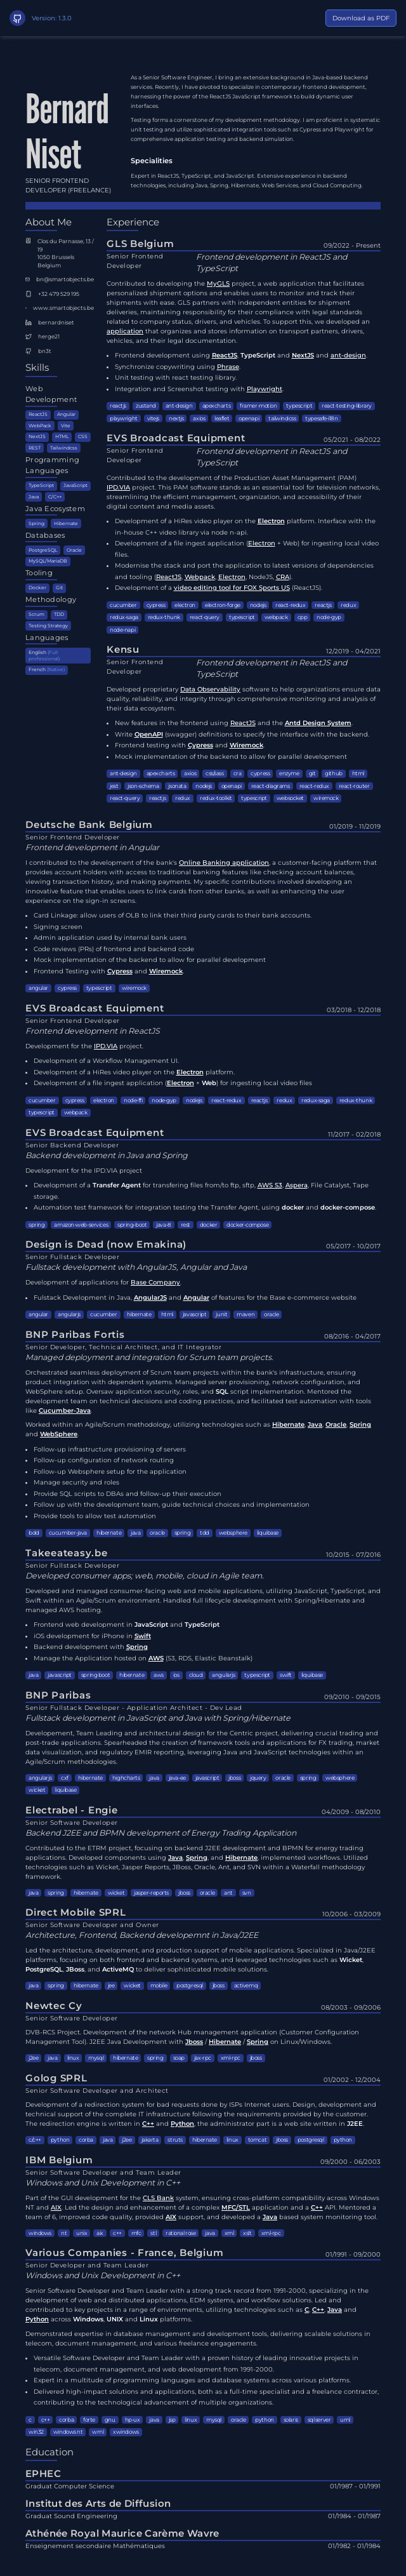 Version: 1.3.0
Download as PDF
Bernard
Niset
SENIOR FRONTEND
DEVELOPER (FREELANCE)
As a Senior Software Engineer, I bring an extensive background in Java-based backend
services. Recently, I have pivoted to specialize in contemporary frontend development,
harnessing the power of the ReactJS JavaScript framework to build dynamic user
interfaces.
Testing forms a cornerstone of my development methodology. I am proficient in systematic
unit testing and utilize sophisticated integration tools such as Cypress and Playwright for
comprehensive application testing and backend simulation.
Specialities
Expert in ReactJS, TypeScript, and JavaScript. Extensive experience in backend
technologies, including Java, Spring, Hibernate, Web Services, and Cloud Computing.
About Me
Clos du Parnasse, 13 /
19
1050 Brussels
Belgium
bn@smartobjects.be
+32 479 529 195
www.smartobjects.be
bernardniset
herge21
bn3t
Skills
Web
Development
ReactJS Angular
WebPack Vite
NextJS HTML CSS
REST Tailwindcss
Programming
Languages
TypeScript JavaScript
Java C/C++
Java Ecosystem
Spring Hibernate
Databases
PostgreSQL Oracle
MySQL/MariaDB
Tooling
Docker Git
Methodology
Scrum TDD
Testing Strategy
Languages
English (Full
professional)
French (Native)
Experience
GLS Belgium
09/2022 - Present
Senior Frontend
Developer
Frontend development in ReactJS and
TypeScript
Contributed to developing the MyGLS project, a web application that facilitates
personalized shipment options and enables users to monitor and track their
shipments with ease. GLS partners with independent entities for shipment
deliveries, maintaining responsibility for the accuracy of legal standards
related to company status, drivers, and vehicles. To support this, we developed an
application that organizes and stores information on transport partners, drivers,
vehicles, and their legal documentation.
Frontend development using ReactJS, TypeScript and NextJS and ant-design.
Synchronize copywriting using Phrase.
Unit testing with react testing library.
Integration and Screenshot testing with Playwright.
reactjs zustand ant-design apexcharts framer-motion typescript react-testing-library
playwright vitejs nextjs axios leaflet openapi tailwindcss typesafe-i18n
EVS Broadcast Equipment
05/2021 - 08/2022
Senior Frontend
Developer
Frontend development in ReactJS and
TypeScript
Contributed to the development of the Production Asset Management (PAM)
(IPD.VIA) product. This PAM software stands as an essential tool for television networks,
streamlining the efficient management, organization, and accessibility of their
digital content and media assets.
Development of a HiRes video player on the Electron platform. Interface with the
in-house C++ video library via node n-api.
Development of a file ingest application (Electron + Web) for ingesting local video
files.
Modernise the stack and port the application to latest versions of key dependencies
and tooling (ReactJS, Webpack, Electron, NodeJS, CRA).
Development of a video editing tool for FOX Sports US (ReactJS).
cucumber cypress electron electron-forge nodejs react-redux reactjs redux
redux-saga redux-thunk react-query typescript webpack cpp node-gyp
node-napi
Kensu
12/2019 - 04/2021
Senior Frontend
Developer
Frontend development in ReactJS and
TypeScript
Developed proprietary Data Observability software to help organizations ensure data
quality, reliability, and integrity through comprehensive monitoring and analysis of
their data ecosystem.
New features on the frontend using ReactJS and the Antd Design System.
Write OpenAPI (swagger) definitions to specify the interface with the backend.
Frontend testing with Cypress and Wiremock.
Mock implementation of the backend to allow for parallel development
ant-design apexcharts axios css/sass cra cypress enzyme git github html
jest json-schema jsonata nodejs openapi react-diagrams react-redux react-router
react-query reactjs redux redux-toolkit typescript websocket wiremock
Deutsche Bank Belgium
01/2019 - 11/2019
Senior Frontend Developer
Frontend development in Angular
I contributed to the development of the bank's Online Banking application, a customer-facing platform that
provides account holders with access to traditional banking features like checking account balances,
viewing transaction history, and making payments. My specific contributions involved developing an
innovative feature that enables users to link cards from other banks, as well as enhancing the user
experience on the sign-in screens.
Card Linkage: allow users of OLB to link their third party cards to their bank accounts.
Signing screen
Admin application used by internal bank users
Code reviews (PRs) of frontend and backend code
Mock implementation of the backend to allow for parallel development
Frontend Testing with Cypress and Wiremock.
angular cypress typescript wiremock
EVS Broadcast Equipment
03/2018 - 12/2018
Senior Frontend Developer
Frontend development in ReactJS
Development for the IPD.VIA project.
Development of a Workflow Management UI.
Development of a HiRes video player on the Electron platform.
Development of a file ingest application (Electron + Web) for ingesting local video files
cucumber cypress electron node-ffi node-gyp nodejs react-redux reactjs redux redux-saga redux-thunk
typescript webpack
EVS Broadcast Equipment
11/2017 - 02/2018
Senior Backend Developer
Backend development in Java and Spring
Development for the IPD.VIA project
Development of a Transfer Agent for transfering files from/to ftp, sftp, AWS S3, Aspera, File Catalyst, Tape
storage.
Automation test framework for integration testing the Transfer Agent, using docker and docker-compose.
spring amazon-web-services spring-boot java-8 rest docker docker-compose
Design is Dead (now Emakina)
05/2017 - 10/2017
Senior Fullstack Developer
Fullstack development with AngularJS, Angular and Java
Development of applications for Base Company.
Fulstack Development in Java, AngularJS and Angular of features for the Base e-commerce website
angular angularjs cucumber hibernate html javascript junit maven oracle
BNP Paribas Fortis
08/2016 - 04/2017
Senior Developer, Technical Architect, and IT Integrator
Managed deployment and integration for Scrum team projects.
Orchestrated seamless deployment of Scrum team projects within the bank's infrastructure, ensuring
product integration with dependent systems. Managed server provisioning, network configuration, and
WebSphere setup. Oversaw application security, roles, and SQL script implementation. Mentored the
development team on technical decisions and coding practices, and facilitated test automation with tools
like Cucumber-Java.
Worked within an Agile/Scrum methodology, utilizing technologies such as Hibernate, Java, Oracle, Spring
and WebSphere.
Follow-up infrastructure provisioning of servers
Follow-up configuration of network routing
Follow-up Websphere setup for the application
Manage security and roles
Provide SQL scripts to DBAs and follow-up their execution
Follow up with the development team, guide technical choices and implementation
Provide tools to allow test automation
bdd cucumber-java hibernate java oracle spring tdd websphere liquibase
Takeeateasy.be
10/2015 - 07/2016
Senior Fullstack Developer
Developed consumer apps; web, mobile, cloud in Agile team.
Developed and managed consumer-facing web and mobile applications, utilizing JavaScript, TypeScript, and
Swift within an Agile/Scrum environment. Handled full lifecycle development with Spring/Hibernate and
managed AWS hosting.
Frontend web development in JavaScript and TypeScript
iOS development for iPhone in Swift
Backend development with Spring
Manage the Application hosted on AWS (S3, RDS, Elastic Beanstalk)
java javascript spring-boot hibernate aws ios cloud angularjs typescript swift liquibase
BNP Paribas
09/2010 - 09/2015
Senior Fullstack Developer - Application Architect - Dev Lead
Fullstack development in JavaScript and Java with Spring/Hibernate
Developement, Team Leading and architectural design for the Centric project, delivering crucial trading and
post-trade applications. Spearheaded the creation of framework tools and applications for FX trading, market
data visualization, and regulatory EMIR reporting, leveraging Java and JavaScript technologies within an
Agile/Scrum methodologies.
angularjs cxf hibernate highcharts java java-ee javascript jboss jquery oracle spring websphere
wicket liquibase
Electrabel - Engie
04/2009 - 08/2010
Senior Software Developer
Backend J2EE and BPMN development of Energy Trading Application
Contributed to the ETRM project, focusing on backend J2EE development and BPMN for energy trading
applications. Developed components using Java, Spring, and Hibernate, and implemented workflows. Utilized
technologies such as Wicket, Jasper Reports, JBoss, Oracle, Ant, and SVN within a Waterfall methodology
framework.
java spring hibernate wicket jasper-reports jboss oracle ant svn
Direct Mobile SPRL
10/2006 - 03/2009
Senior Software Developer and Owner
Architecture, Frontend, Backend developemnt in Java/J2EE
Led the architecture, development, and production support of mobile applications. Specialized in Java/J2EE
platforms, focusing on both frontend and backend systems, and leveraged technologies such as Wicket,
PostgreSQL, JBoss, and ActiveMQ to deliver sophisticated mobile solutions.
java spring hibernate jee wicket mobile postgresql jboss activemq
Newtec Cy
08/2003 - 09/2006
Senior Software Developer
DVB-RCS Project. Development of the network Hub management application (Customer Configuration
Management Tool). J2EE Java Development with Jboss / Hibernate / Spring on Linux/Windows.
j2ee java linux mysql hibernate spring soap jax-rpc xml-rpc jboss
Golog SPRL
01/2002 - 12/2004
Senior Software Developer and Architect
Development of a redirection system for bad requests done by ISPs Internet Users. Design, development and
technical support of the complete IT infrastructure following the requirements provided by the customer.
The redirection engine is written in C++ and Python, the administrator part is a web site written in J2EE.
c/c++ python corba java j2ee jakarta struts hibernate linux tomcat jboss postgresql python
IBM Belgium
09/2000 - 06/2003
Senior Software Developer and Team Leader
Windows and Unix Development in C++
Part of the GUI development for the CLS Bank system, ensuring cross-platform compatibility across Windows
NT and AIX. Led the design and enhancement of a complex MFC/STL application and a C++ API. Mentored a
team of 6, improved code quality, provided AIX support, and developed a Java based system monitoring tool.
windows nt unix aix c++ mfc stl rational-rose java xml xslt xml-rpc
Various Companies - France, Belgium
01/1991 - 09/2000
Senior Developer and Team Leader
Windows and Unix Development in C++
Senior Software Developer and Team Leader with a strong track record from 1991-2000, specializing in the
development of web and distributed applications, EDM systems, and workflow solutions. Led and
contributed to key projects in a range of environments, utilizing technologies such as C, C++, Java and
Python across Windows, UNIX and Linux platforms.
Demonstrated expertise in database management and development tools, delivering scalable solutions in
telecom, document management, and various freelance engagements.
Versatile Software Developer and Team Leader with a proven history of leading innovative projects in
telecom, document management, and web development from 1991-2000.
Expert in a multitude of programming languages and database systems across various platforms.
Delivered high-impact solutions and applications, both as a full-time specialist and a freelance contractor,
contributing to the technological advancement of multiple organizations.
c c++ corba forte gnu hp-ux java jsp linux mysql oracle python solaris sqlserver uml
win32 windows nt wml xwindows
Education
EPHEC
Graduat Computer Science
01/1987 - 01/1991
Institut des Arts de Diffusion
Graduat Sound Engineering
01/1984 - 01/1987
Athénée Royal Maurice Carème Wavre
Enseignement secondaire Mathématiques
01/1982 - 01/1984